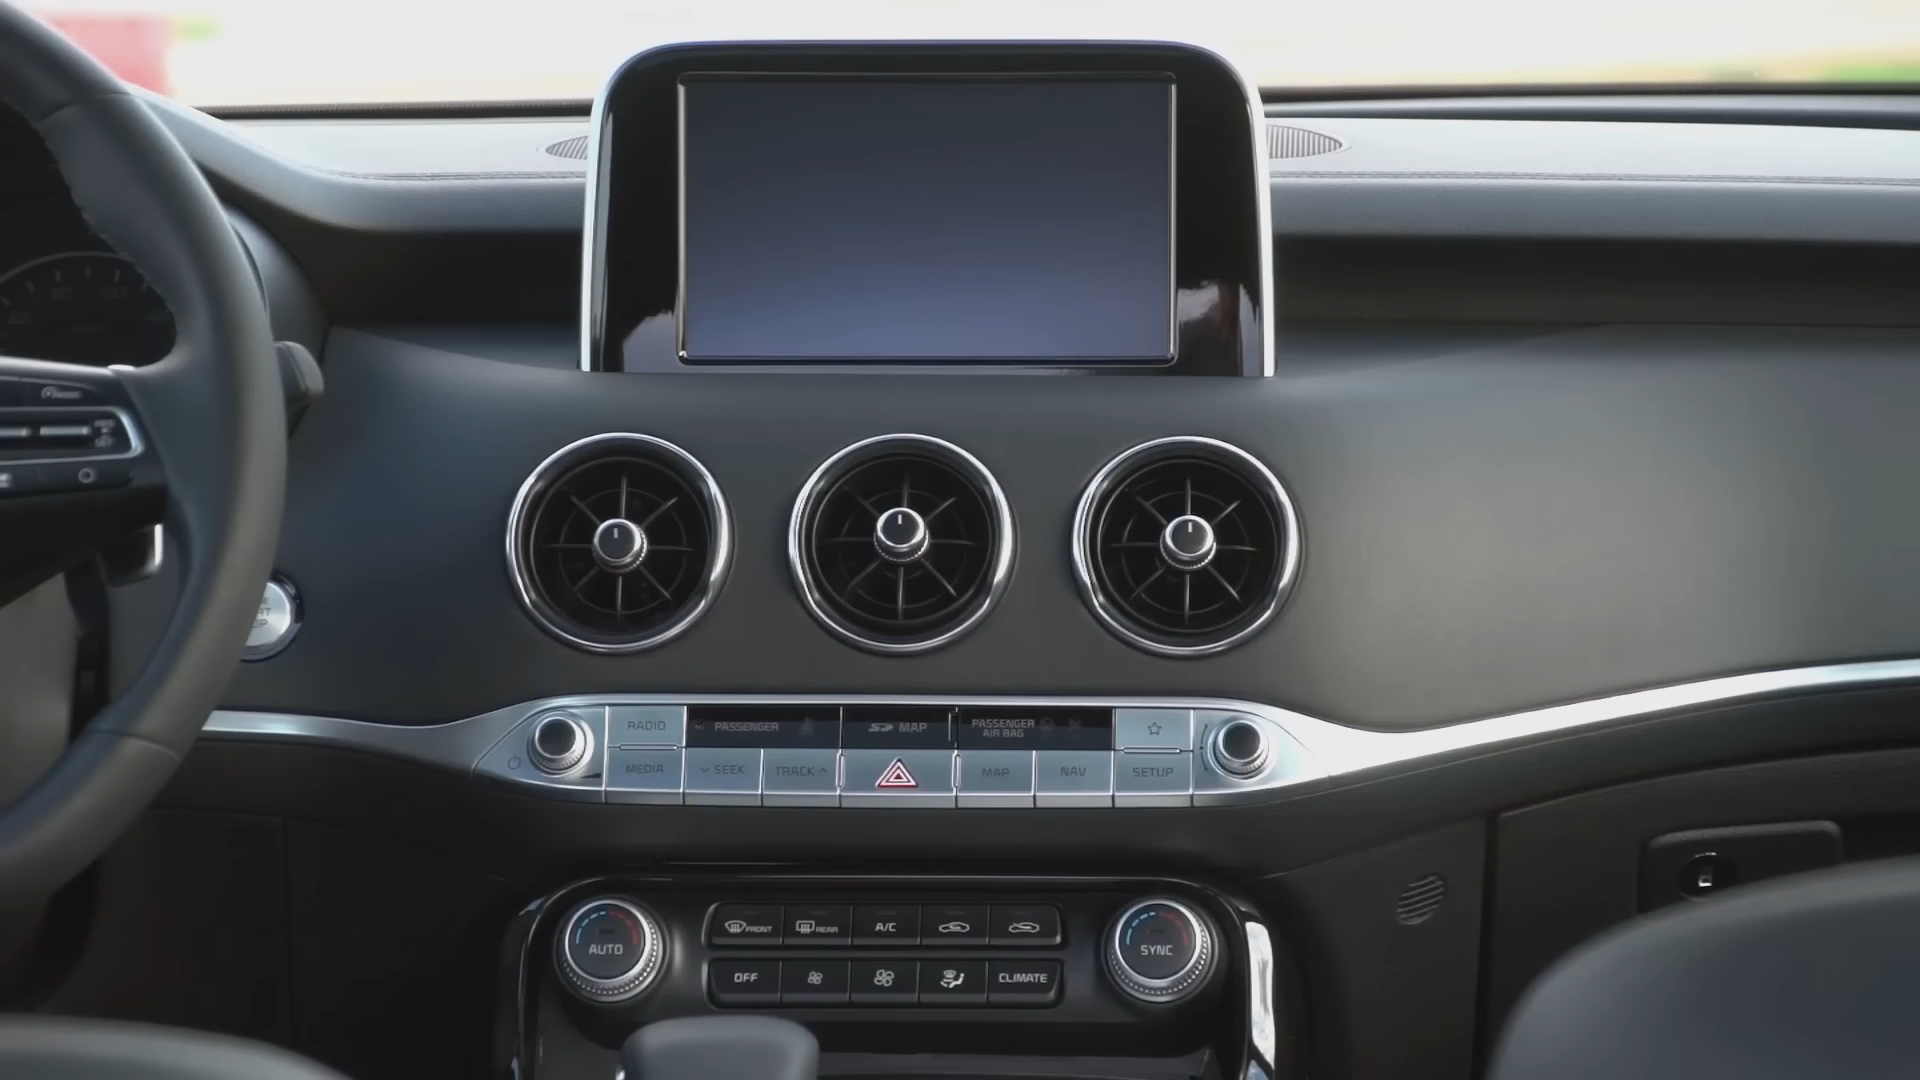 RADIO
PASSENGER
MAP
PASSENGER
AIR BAG
MEDIA
SEEK
TRACK
MAP
NAV
SETUP
AUTO
FRONT
REAR
A/C
SYNC
OFF
CLIMATE